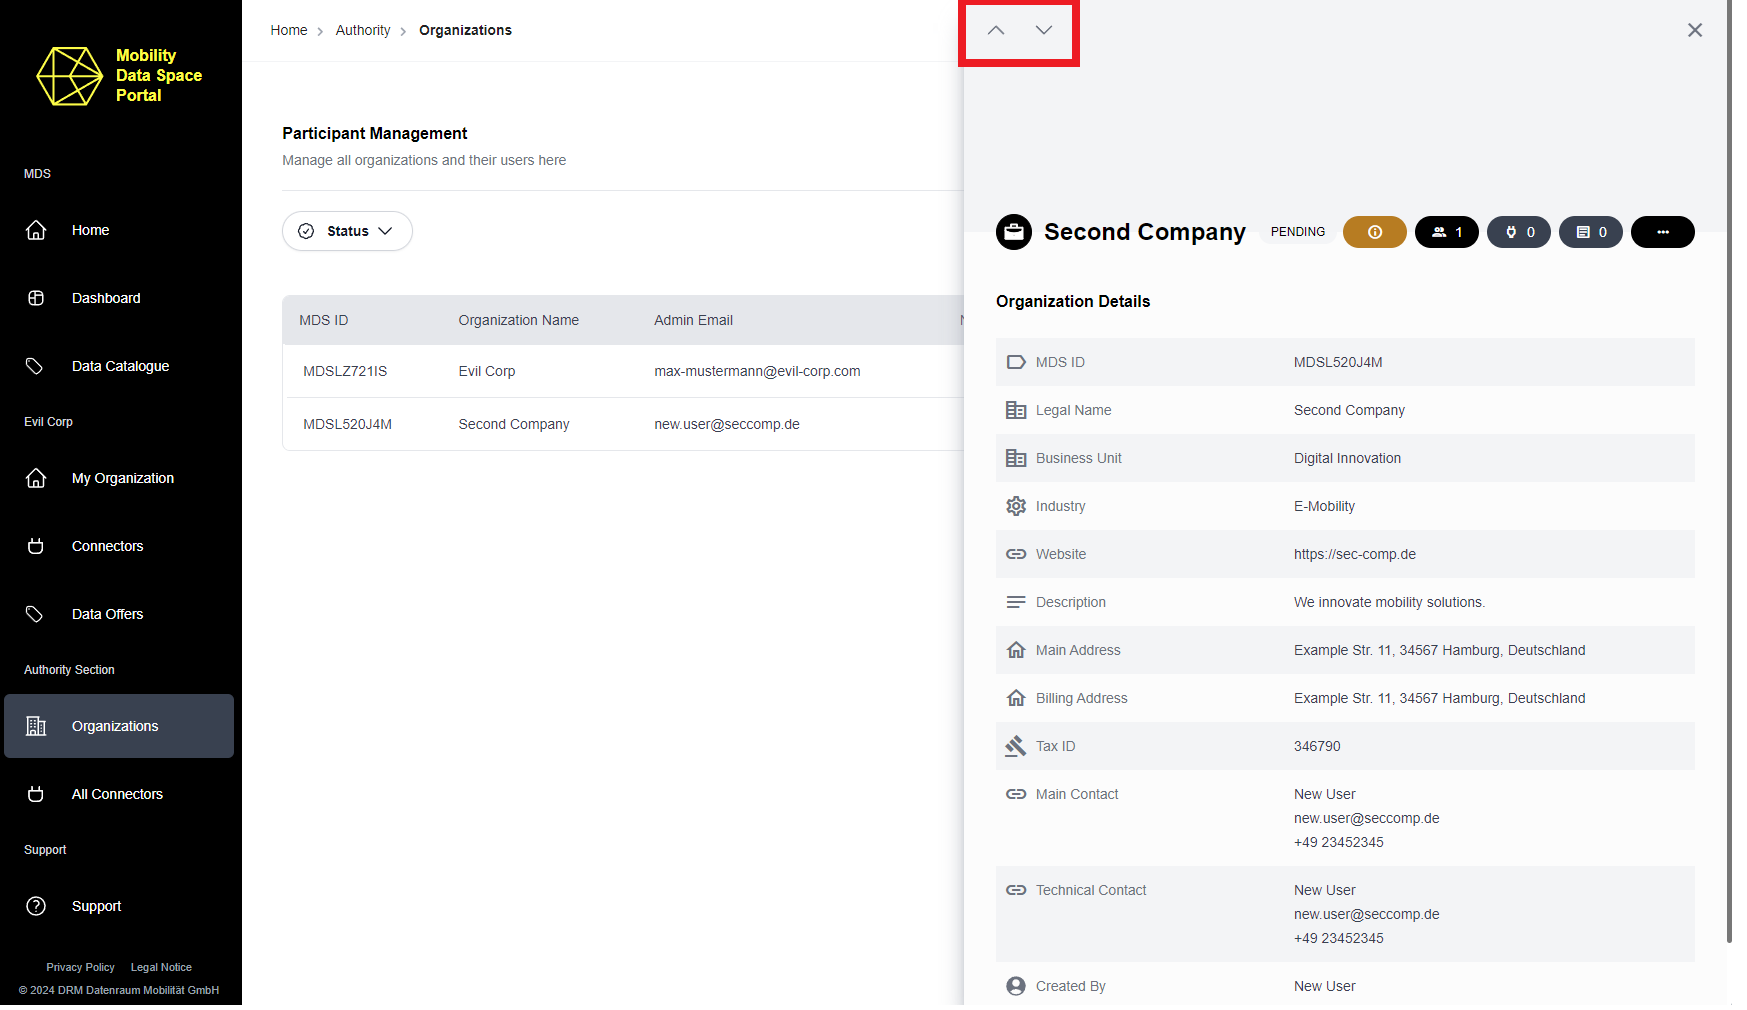 Mobility
Data Space
Portal
MDS
Home
Dashboard
Data Catalogue
Evil Corp
My Organization
Connectors
Data Offers
Authority Section
Organizations
All Connectors
Support
Support
Privacy Policy Legal Notice
© 2024 DRM Datenraum Mobilität GmbH
Home Authority Organizations
Participant Management
Manage all organizations and their users here
Status
MDS ID Organization Name Admin Email
MDSLZ721IS Evil Corp max-mustermann@evil-corp.com
MDSL520J4M Second Company new.user@seccomp.de
Second Company PENDING 1 0 0
Organization Details
MDS ID MDSL520J4M
Legal Name Second Company
Business Unit Digital Innovation
Industry E-Mobility
Website https://sec-comp.de
Description We innovate mobility solutions.
Main Address Example Str. 11, 34567 Hamburg, Deutschland
Billing Address Example Str. 11, 34567 Hamburg, Deutschland
Tax ID 346790
Main Contact New User
new.user@seccomp.de
+49 23452345
Technical Contact New User
new.user@seccomp.de
+49 23452345
Created By New User